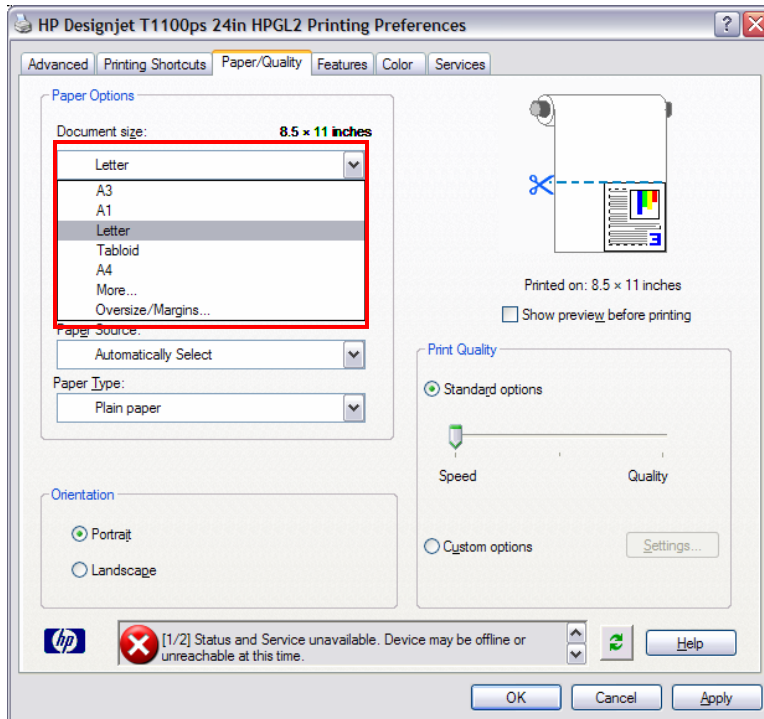 HP Designjet T1100ps 24in HPGL2 Printing Preferences
Advanced Printing Shortcuts Paper/Quality Features Color Services
Paper Options
Document size: 8.5 × 11 inches
Letter
A3
A1
Letter
Tabloid
A4
More...
Oversize/Margins...
Paper Source:
Automatically Select
Paper Type:
Plain paper
Printed on: 8.5 × 11 inches
Show preview before printing
Print Quality
Standard options
Speed Quality
Custom options Settings...
Orientation
Portrait
Landscape
hp
[1/2] Status and Service unavailable. Device may be offline or
unreachable at this time.
Help
OK Cancel Apply